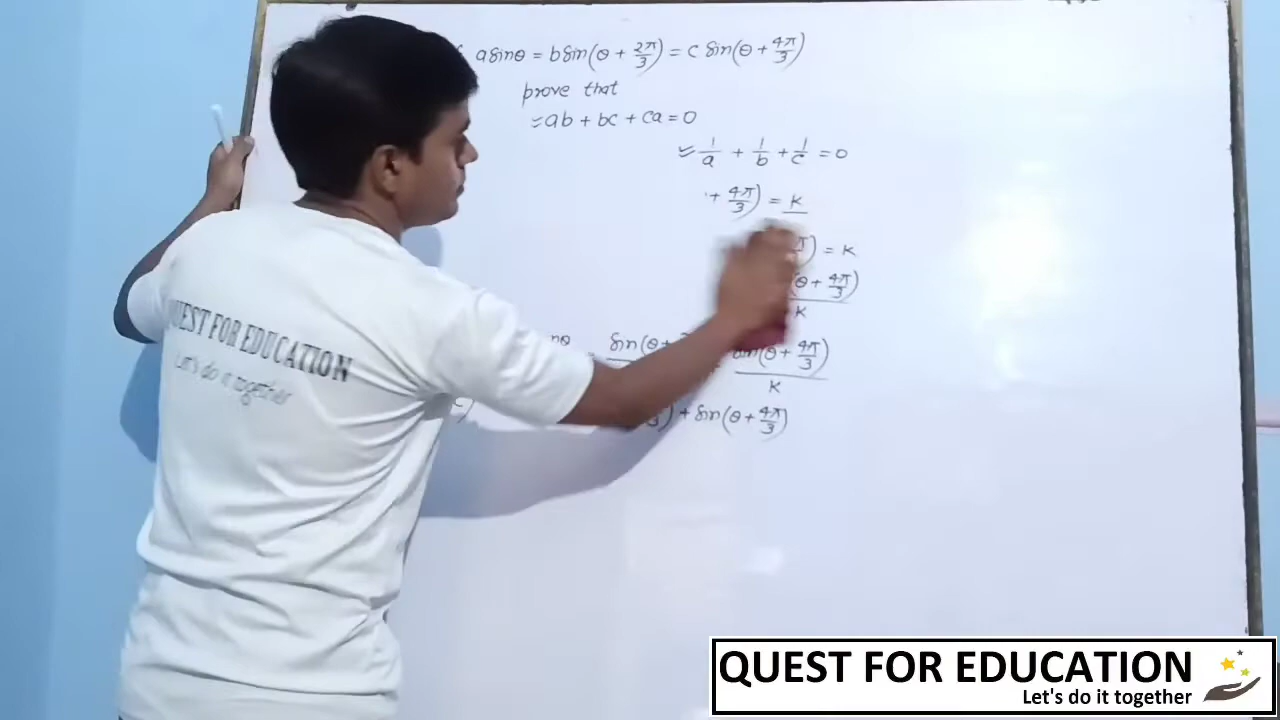 a sinθ = b sin(θ + 2π/3) = c sin(θ + 4π/3)
prove that
ab + bc + ca = 0
1/a + 1/b + 1/c = 0
+ 4π/3) = k
) = k
(θ + 4π/3)
k
sin(θ +
sin(θ + 4π/3)
k
) + sin(θ + 4π/3)
QUEST FOR EDUCATION
Let's do it together
QUEST FOR EDUCATION
Let's do it together